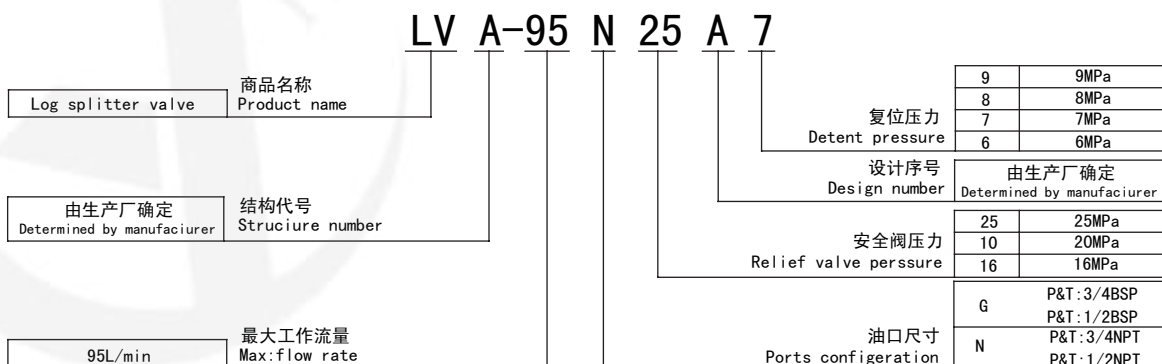 LV A-95 N 25 A 7
商品名称
Log splitter valve Product name
9 9MPa
8 8MPa
复位压力 7 7MPa
Detent pressure 6 6MPa
设计序号 由生产厂确定
Design number Determined by manufaciurer
由生产厂确定 结构代号
Determined by manufaciurer Struciure number
25 25MPa
安全阀压力 10 20MPa
Relief valve perssure 16 16MPa
G P&T:3/4BSP
P&T:1/2BSP
最大工作流量 油口尺寸 N P&T:3/4NPT
95L/min Max:flow rate Ports configeration P&T:1/2NPT